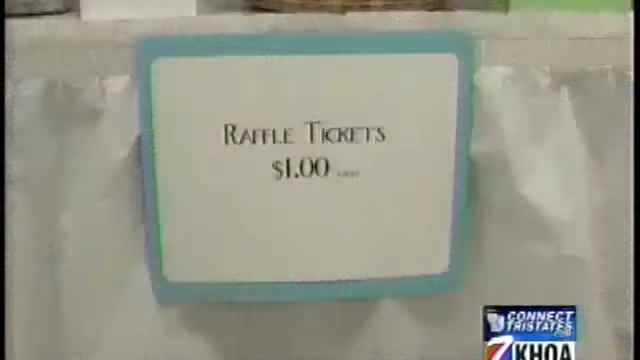 RAFFLE TICKETS
$1.00
CONNECT
TRISTATES
7 KHQA